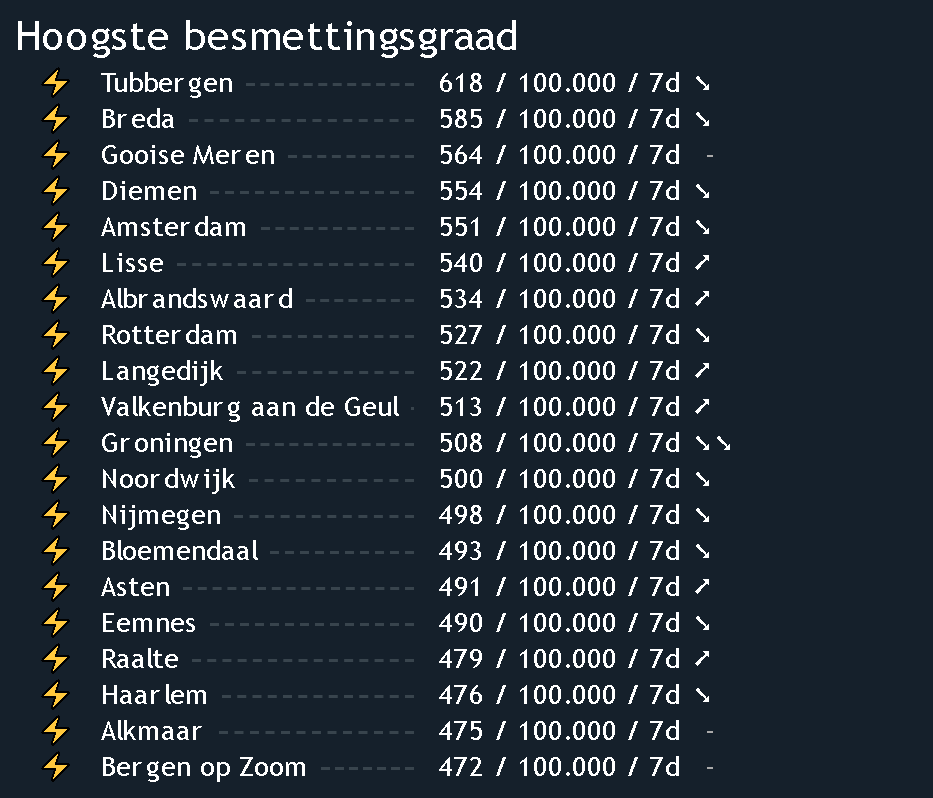 Hoogste besmettingsgraad
⚡ Tubbergen ------------ 618 / 100.000 / 7d ➘
⚡ Breda ---------------- 585 / 100.000 / 7d ➘
⚡ Gooise Meren --------- 564 / 100.000 / 7d -
⚡ Diemen --------------- 554 / 100.000 / 7d ➘
⚡ Amsterdam ----------- 551 / 100.000 / 7d ➘
⚡ Lisse ----------------- 540 / 100.000 / 7d ➚
⚡ Albrandswaard -------- 534 / 100.000 / 7d ➚
⚡ Rotterdam ------------ 527 / 100.000 / 7d ➘
⚡ Langedijk ------------- 522 / 100.000 / 7d ➚
⚡ Valkenburg aan de Geul - 513 / 100.000 / 7d ➚
⚡ Groningen ------------ 508 / 100.000 / 7d ➘➘
⚡ Noordwijk ------------ 500 / 100.000 / 7d ➘
⚡ Nijmegen ------------- 498 / 100.000 / 7d ➘
⚡ Bloemendaal ---------- 493 / 100.000 / 7d ➘
⚡ Asten ----------------- 491 / 100.000 / 7d ➚
⚡ Eemnes --------------- 490 / 100.000 / 7d ➘
⚡ Raalte ---------------- 479 / 100.000 / 7d ➚
⚡ Haarlem -------------- 476 / 100.000 / 7d ➘
⚡ Alkmaar -------------- 475 / 100.000 / 7d -
⚡ Bergen op Zoom ------- 472 / 100.000 / 7d -